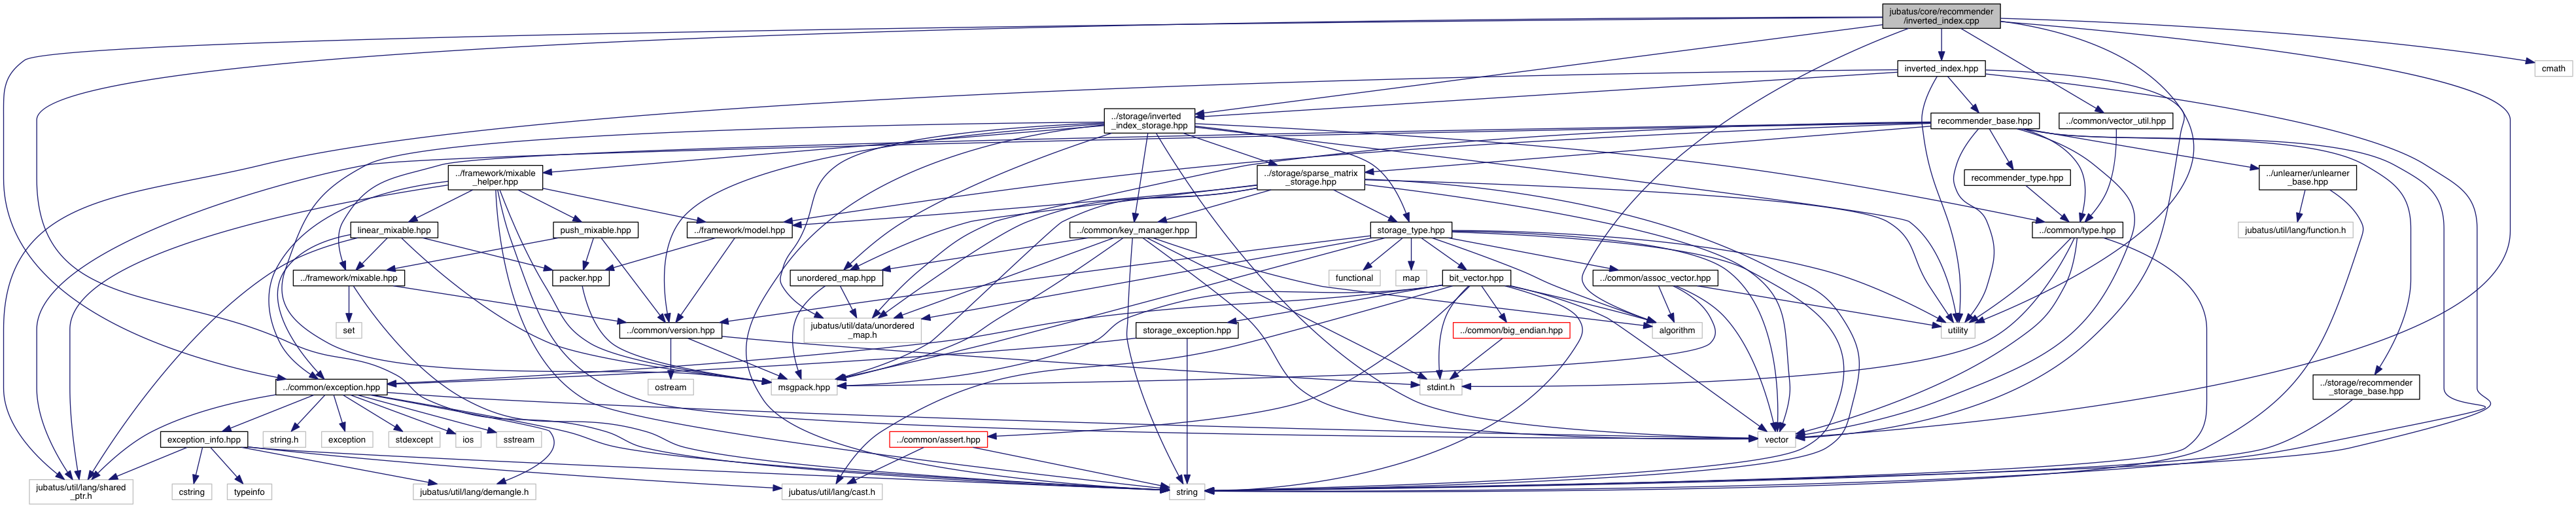 jubatus/core/recommender
/inverted_index.cpp
inverted_index.hpp
cmath
../storage/inverted
_index_storage.hpp
recommender_base.hpp
../common/vector_util.hpp
../framework/mixable
_helper.hpp
../storage/sparse_matrix
_storage.hpp
recommender_type.hpp
../unlearner/unlearner
_base.hpp
linear_mixable.hpp
push_mixable.hpp
../framework/model.hpp
../common/key_manager.hpp
storage_type.hpp
../common/type.hpp
jubatus/util/lang/function.h
../framework/mixable.hpp
packer.hpp
unordered_map.hpp
functional
map
bit_vector.hpp
../common/assoc_vector.hpp
set
../common/version.hpp
jubatus/util/data/unordered
_map.h
storage_exception.hpp
../common/big_endian.hpp
algorithm
utility
../common/exception.hpp
ostream
msgpack.hpp
stdint.h
../storage/recommender
_storage_base.hpp
exception_info.hpp
string.h
exception
stdexcept
ios
sstream
../common/assert.hpp
vector
jubatus/util/lang/shared
_ptr.h
cstring
typeinfo
jubatus/util/lang/demangle.h
jubatus/util/lang/cast.h
string